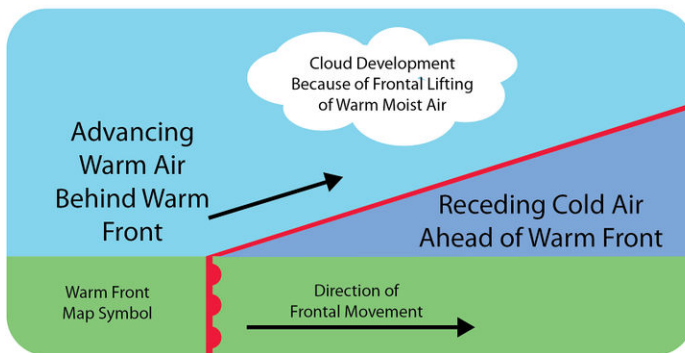 Cloud Development
Because of Frontal Lifting
of Warm Moist Air
Advancing
Warm Air
Behind Warm
Front
Receding Cold Air
Ahead of Warm Front
Warm Front
Map Symbol
Direction of
Frontal Movement